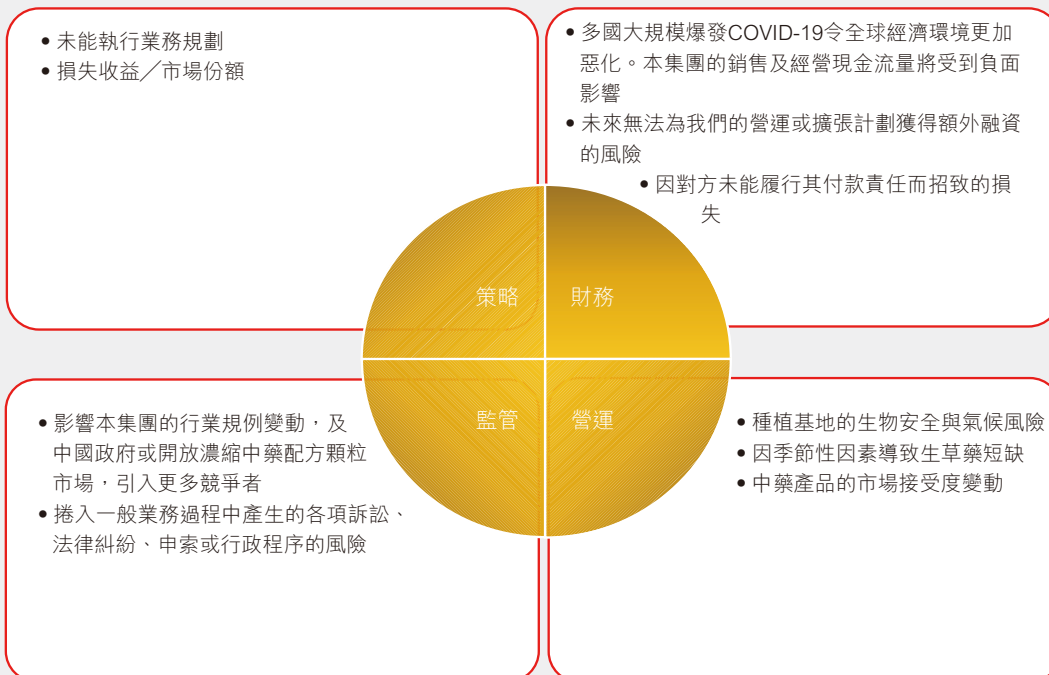 • 未能執行業務規劃
• 損失收益╱市場份額
• 多國大規模爆發COVID-19令全球經濟環境更加
惡化。本集團的銷售及經營現金流量將受到負面
影響
• 未來無法為我們的營運或擴張計劃獲得額外融資
的風險
• 因對方未能履行其付款責任而招致的損
失
策略
財務
監管
營運
• 影響本集團的行業規例變動，及
中國政府或開放濃縮中藥配方顆粒
市場，引入更多競爭者
• 捲入一般業務過程中產生的各項訴訟、
法律糾紛、申索或行政程序的風險
• 種植基地的生物安全與氣候風險
• 因季節性因素導致生草藥短缺
• 中藥產品的市場接受度變動